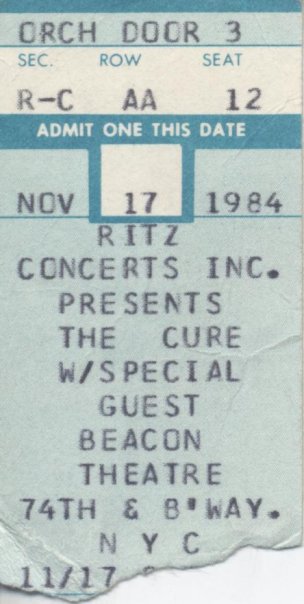 ORCH DOOR 3
SEC. ROW SEAT
R-C AA 12
ADMIT ONE THIS DATE
NOV 17 1984
RITZ
CONCERTS INC.
PRESENTS
THE CURE
W/SPECIAL
GUEST
BEACON
THEATRE
74TH & B'WAY.
N Y C
11/17